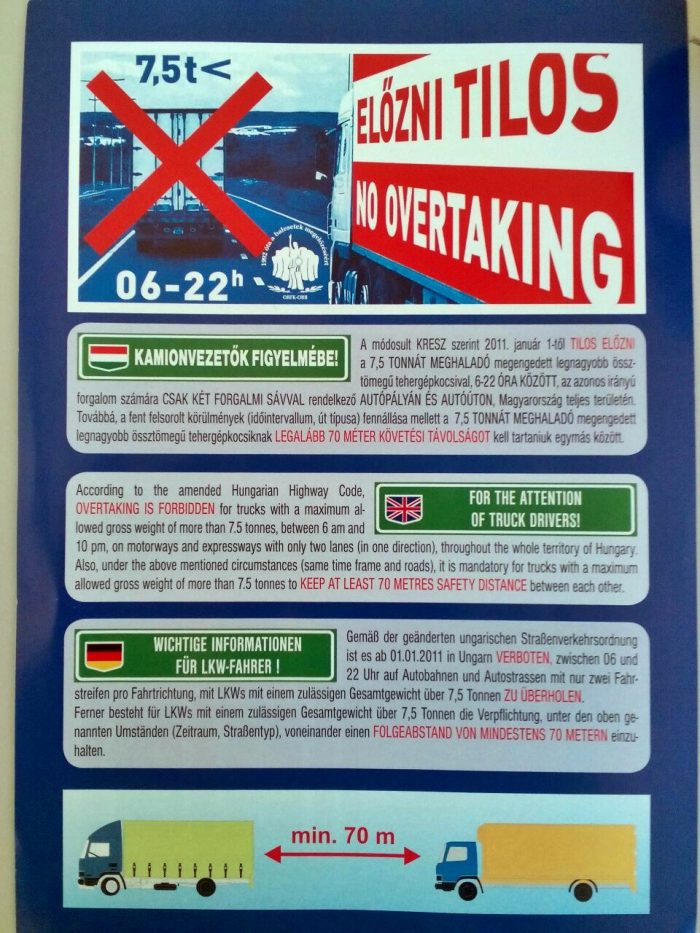 7,5t<
06-22h
1992 óta a balesetek megelőzéséért
ORFK-OBB
ELŐZNI TILOS
NO OVERTAKING
KAMIONVEZETŐK FIGYELMÉBE!
A módosult KRESZ szerint 2011. január 1-től TILOS ELŐZNI
a 7,5 TONNÁT MEGHALADÓ megengedett legnagyobb össz-
tömegű tehergépkocsival, 6-22 ÓRA KÖZÖTT, az azonos irányú
forgalom számára CSAK KÉT FORGALMI SÁVVAL rendelkező AUTÓPÁLYÁN ÉS AUTÓÚTON, Magyarország teljes területén.
Továbbá, a fent felsorolt körülmények (időintervallum, út típusa) fennállása mellett a 7,5 TONNÁT MEGHALADÓ megengedett
legnagyobb össztömegű tehergépkocsiknak LEGALÁBB 70 MÉTER KÖVETÉSI TÁVOLSÁGOT kell tartaniuk egymás között.
According to the amended Hungarian Highway Code,
OVERTAKING IS FORBIDDEN for trucks with a maximum al-
lowed gross weight of more than 7.5 tonnes, between 6 am and
10 pm, on motorways and expressways with only two lanes (in one direction), throughout the whole territory of Hungary.
Also, under the above mentioned circumstances (same time frame and roads), it is mandatory for trucks with a maximum
allowed gross weight of more than 7.5 tonnes to KEEP AT LEAST 70 METRES SAFETY DISTANCE between each other.
FOR THE ATTENTION
OF TRUCK DRIVERS!
WICHTIGE INFORMATIONEN
FÜR LKW-FAHRER !
Gemäß der geänderten ungarischen Straßenverkehrsordnung
ist es ab 01.01.2011 in Ungarn VERBOTEN, zwischen 06 und
22 Uhr auf Autobahnen und Autostrassen mit nur zwei Fahr-
streifen pro Fahrtrichtung, mit LKWs mit einem zulässigen Gesamtgewicht über 7,5 Tonnen ZU ÜBERHOLEN.
Ferner besteht für LKWs mit einem zulässigen Gesamtgewicht über 7,5 Tonnen die Verpflichtung, unter den oben ge-
nannten Umständen (Zeitraum, Straßentyp), voneinander einen FOLGEABSTAND VON MINDESTENS 70 METERN einzu-
halten.
min. 70 m